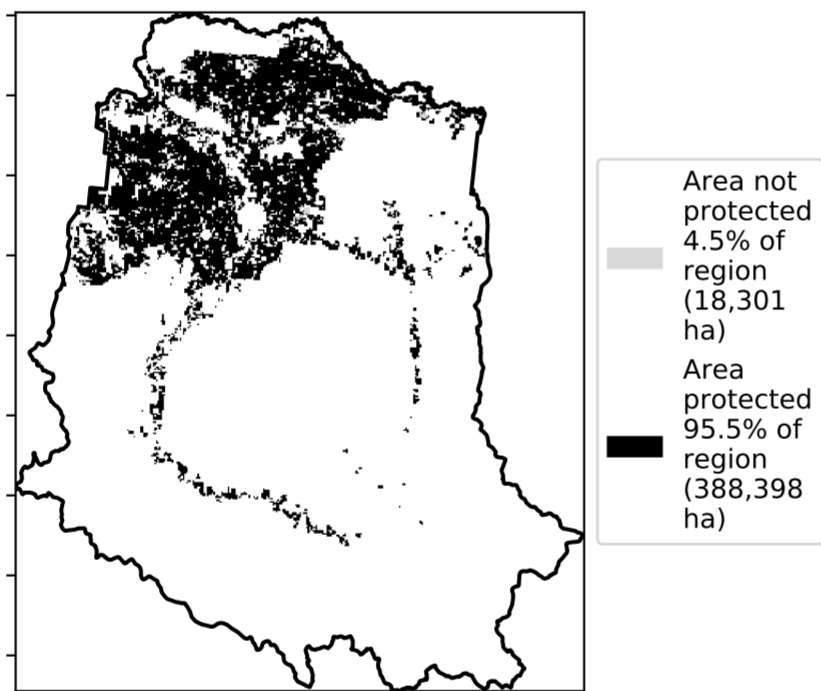 Area not
protected
4.5% of
region
(18,301
ha)
Area
protected
95.5% of
region
(388,398
ha)